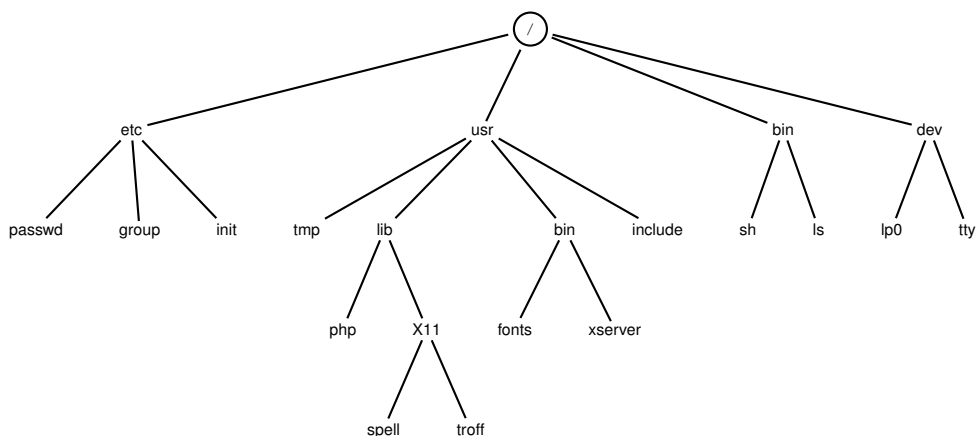 /
etc usr bin dev
passwd group init tmp lib bin include sh ls lp0 tty
php X11 fonts xserver
spell troff